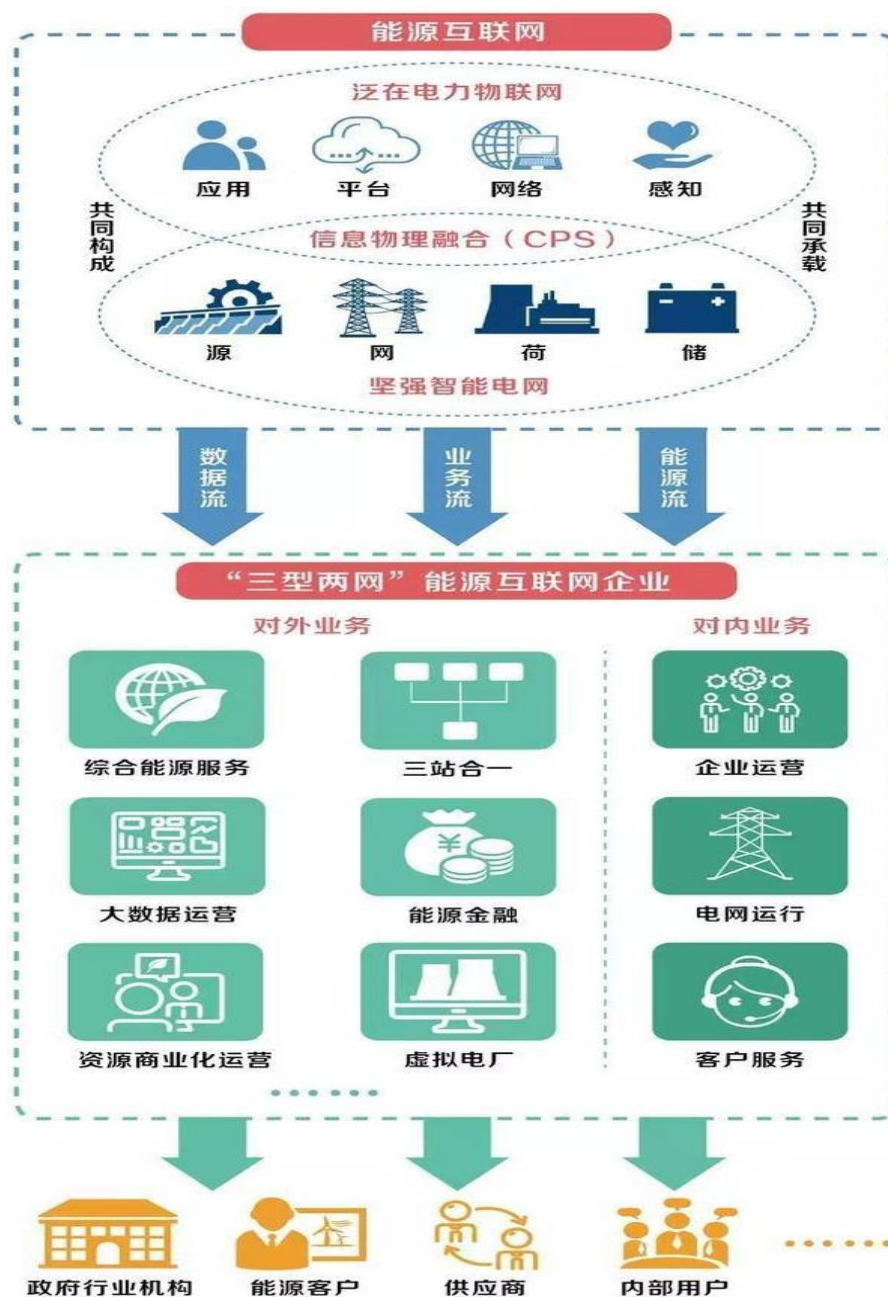 能源互联网
泛在电力物联网
应用 平台 网络 感知
共同构成
共同承载
信息物理融合（CPS）
源 网 荷 储
坚强智能电网
数据流 业务流 能源流
“三型两网”能源互联网企业
对外业务 对内业务
综合能源服务 三站合一 企业运营
¥
大数据运营 能源金融 电网运行
资源商业化运营 虚拟电厂 客户服务
政府行业机构 能源客户 供应商 内部用户